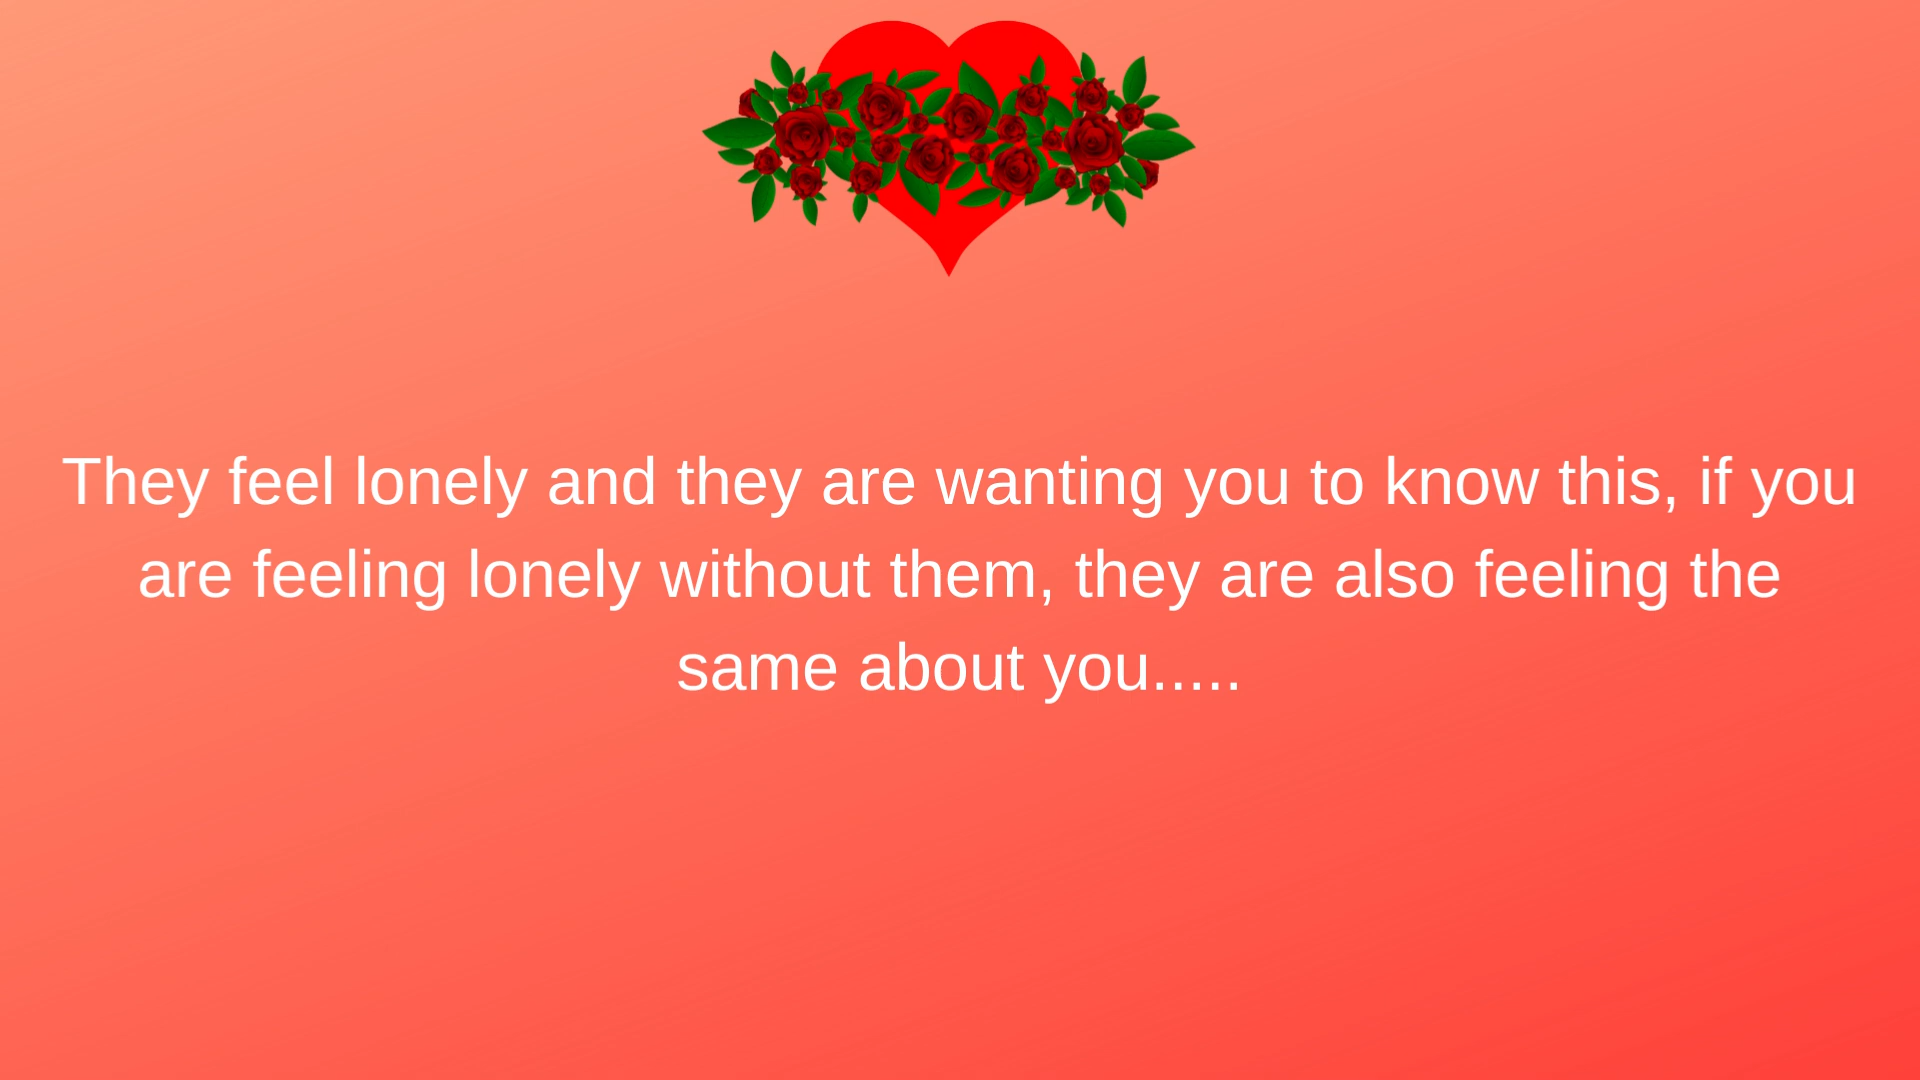 They feel lonely and they are wanting you to know this, if you
are feeling lonely without them, they are also feeling the
same about you.....